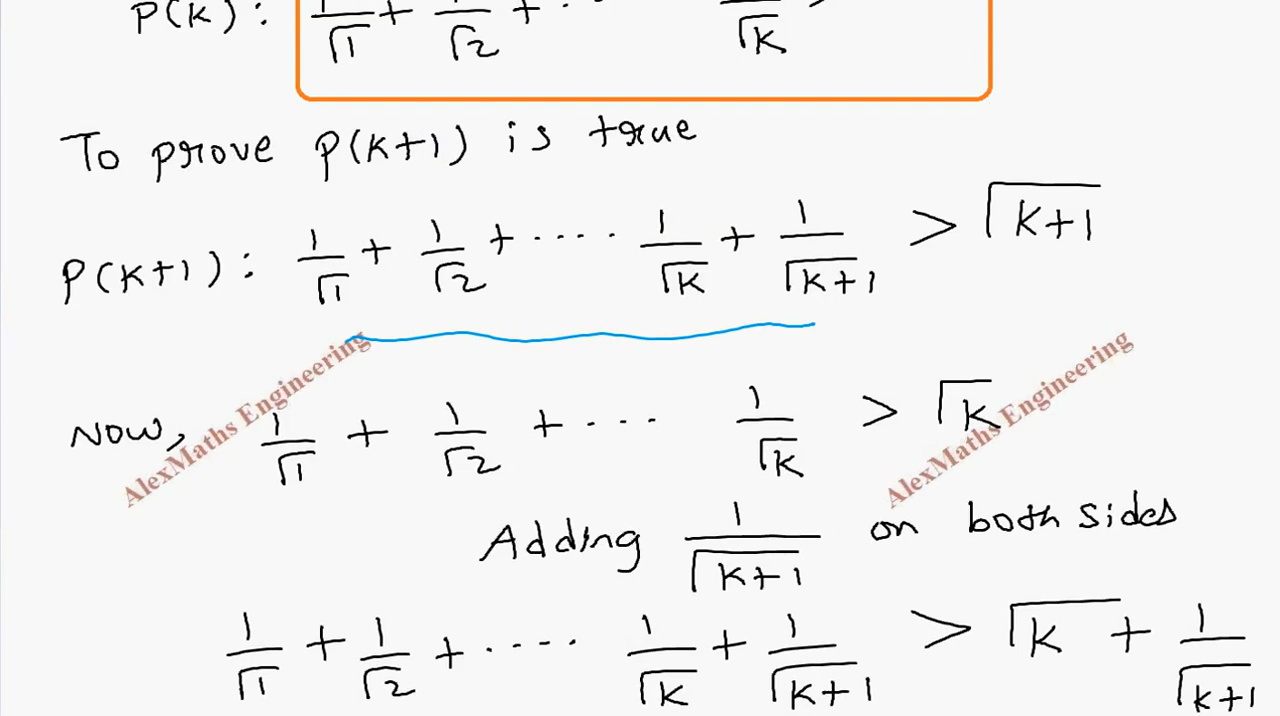 P(K): 1/√1 + 1/√2 + ... 1/√K >
To prove P(K+1) is true
P(K+1): 1/√1 + 1/√2 + .... 1/√K + 1/√K+1 > √K+1
Now, 1/√1 + 1/√2 + ... 1/√K > √K
AlexMaths Engineering
AlexMaths Engineering
Adding 1/√K+1 on both sides
1/√1 + 1/√2 + .... 1/√K + 1/√K+1 > √K + 1/√K+1